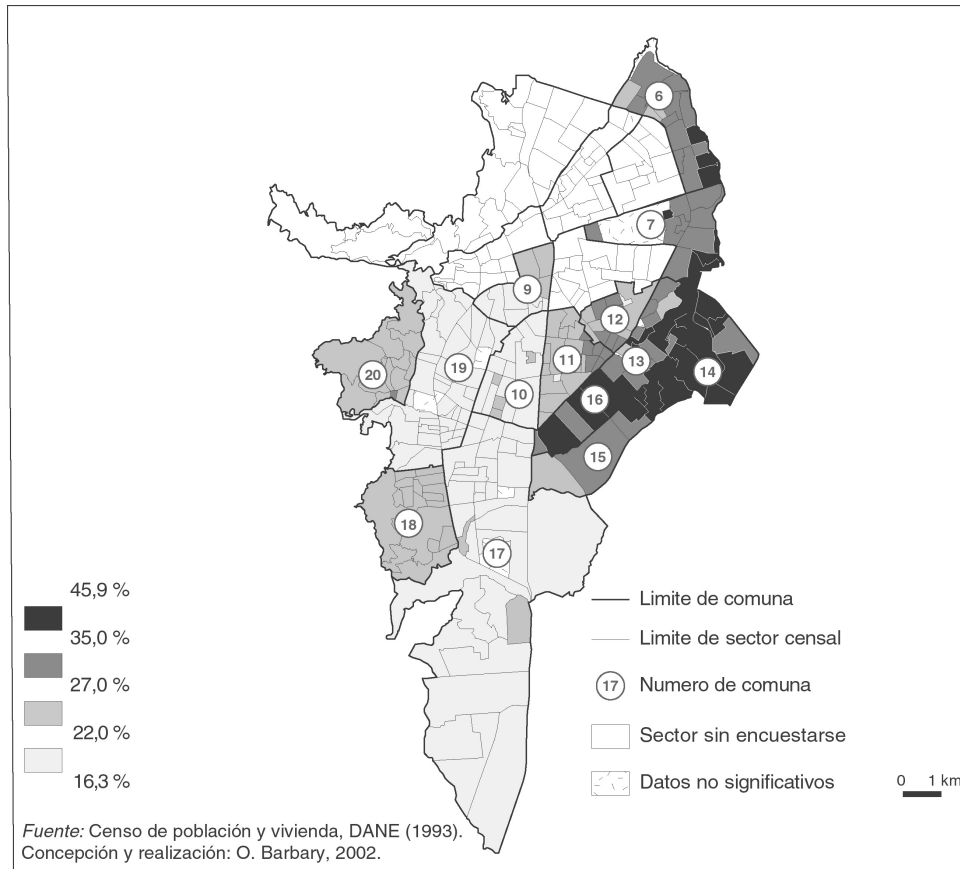 6
7
9
12
11
13
14
20
19
10
16
15
18
17
45,9 %
35,0 %
27,0 %
22,0 %
16,3 %
Limite de comuna
Limite de sector censal
17 Numero de comuna
Sector sin encuestarse
Datos no significativos
0 1 km
Fuente: Censo de población y vivienda, DANE (1993).
Concepción y realización: O. Barbary, 2002.